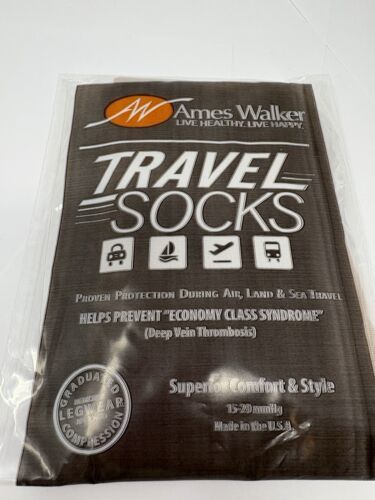 AW
Ames Walker
LIVE HEALTHY. LIVE HAPPY.
TRAVEL
SOCKS
PROVEN PROTECTION DURING AIR, LAND & SEA TRAVEL
HELPS PREVENT "ECONOMY CLASS SYNDROME"
(Deep Vein Thrombosis)
GRADUATED
LEGWEAR
COMPRESSION
Superior Comfort & Style
15-20 mmHg
Made in the U.S.A